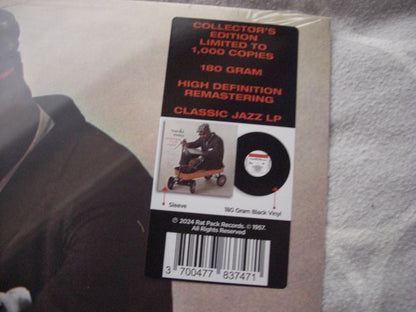 COLLECTOR'S
EDITION
LIMITED TO
1,000 COPIES
180 GRAM
HIGH DEFINITION
REMASTERING
CLASSIC JAZZ LP
Sleeve
180 Gram Black Vinyl
℗ 2024 Rat Pack Records. © 1957.
All Rights Reserved
3 700477 837471